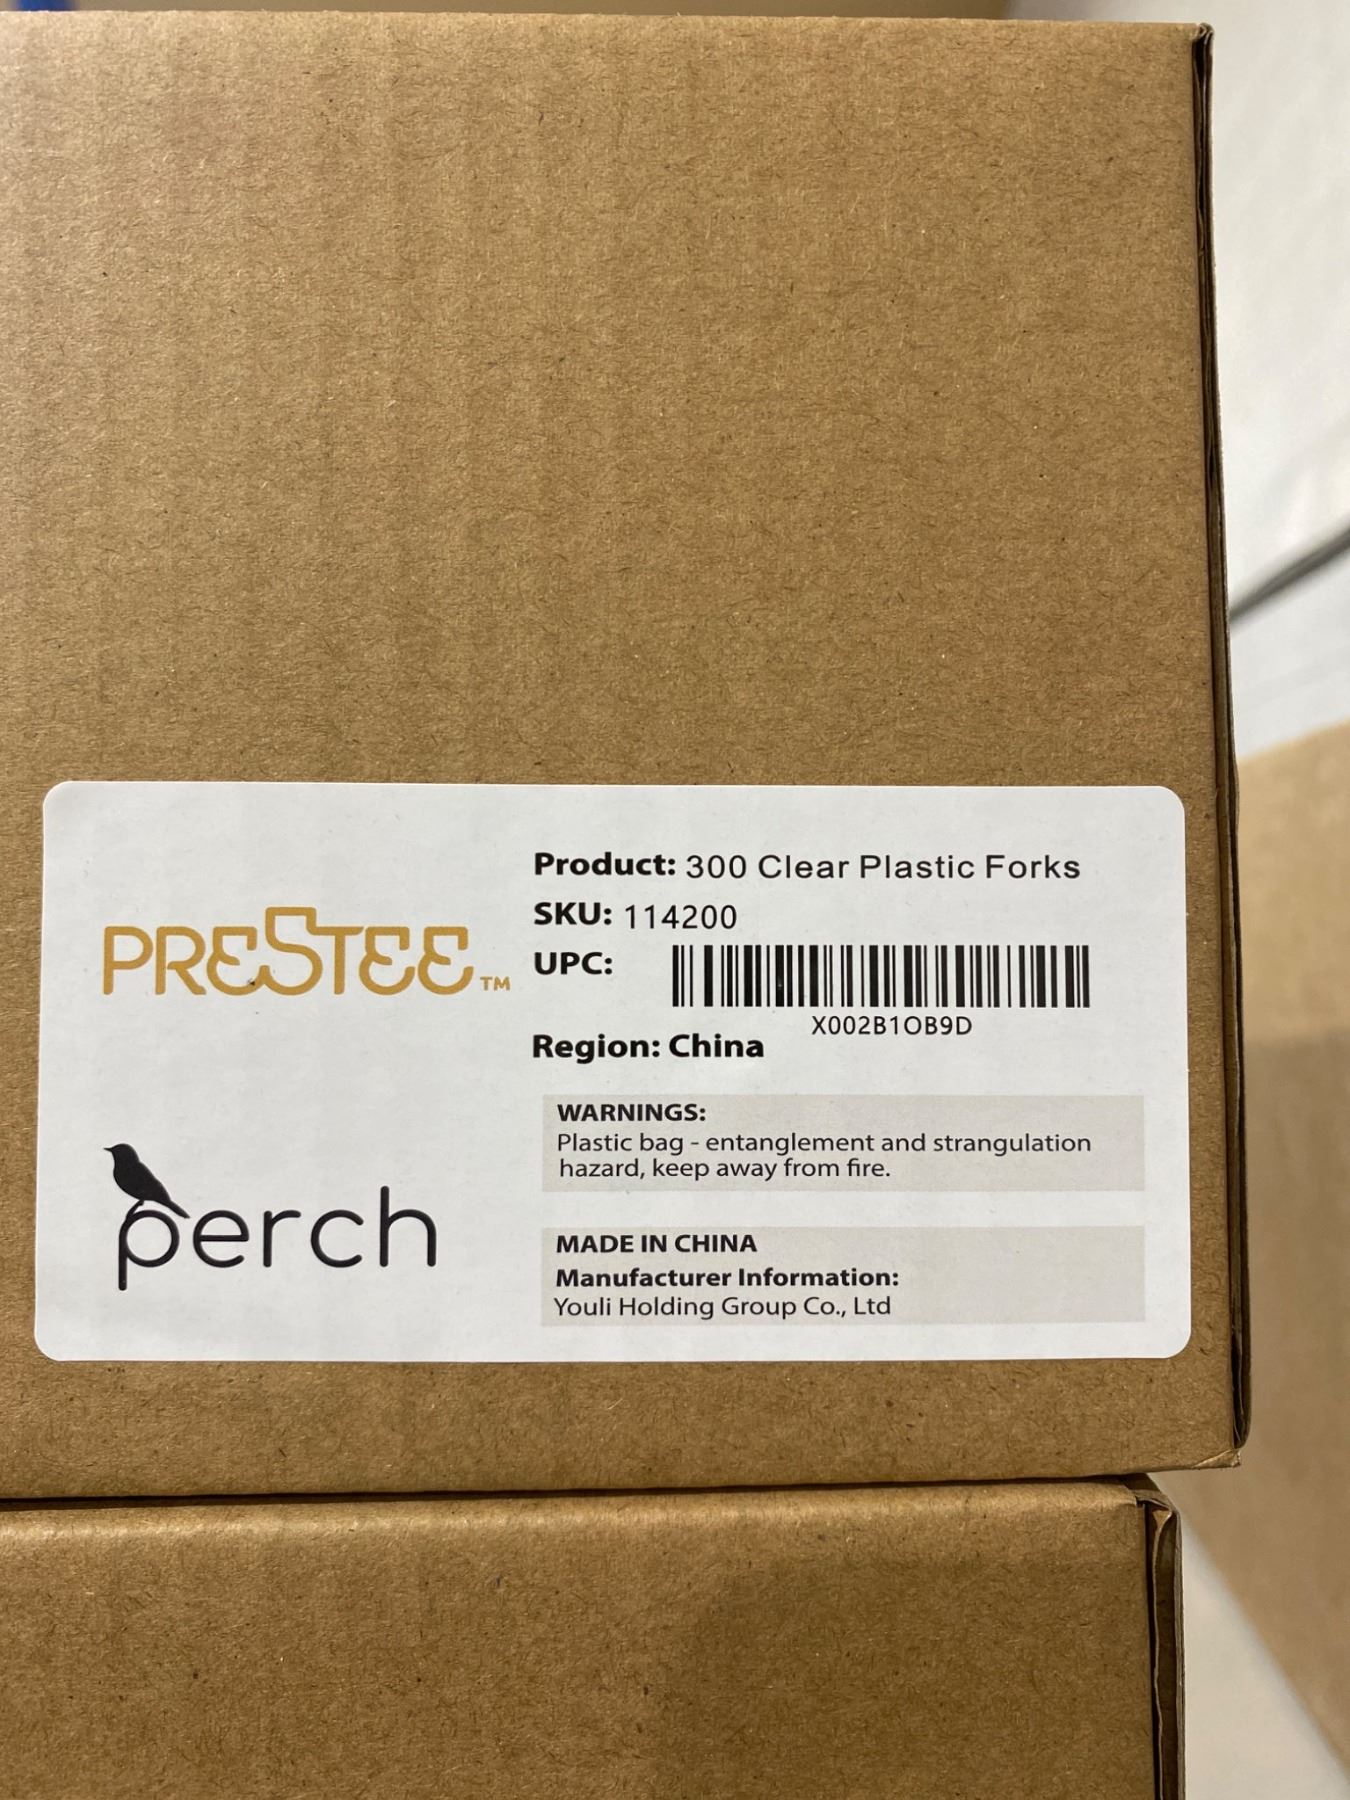 PRESTEE™
perch
Product: 300 Clear Plastic Forks
SKU: 114200
UPC:
X002B1OB9D
Region: China
WARNINGS:
Plastic bag - entanglement and strangulation
hazard, keep away from fire.
MADE IN CHINA
Manufacturer Information:
Youli Holding Group Co., Ltd